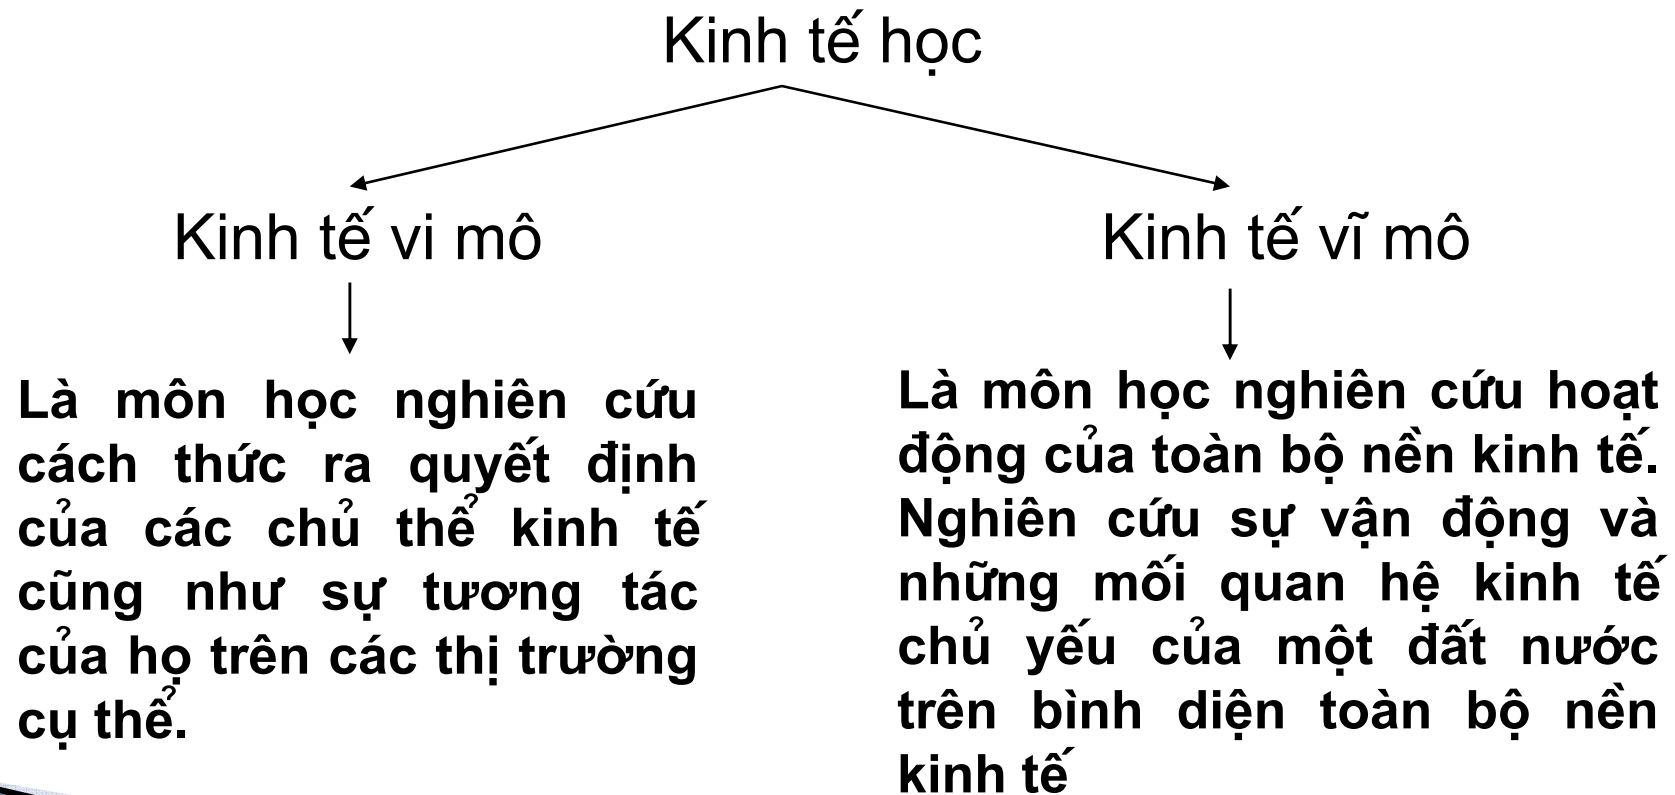 Kinh tế học
Kinh tế vi mô
Kinh tế vĩ mô
Là môn học nghiên cứu
cách thức ra quyết định
của các chủ thể kinh tế
cũng như sự tương tác
của họ trên các thị trường
cụ thể.
Là môn học nghiên cứu hoạt
động của toàn bộ nền kinh tế.
Nghiên cứu sự vận động và
những mối quan hệ kinh tế
chủ yếu của một đất nước
trên bình diện toàn bộ nền
kinh tế